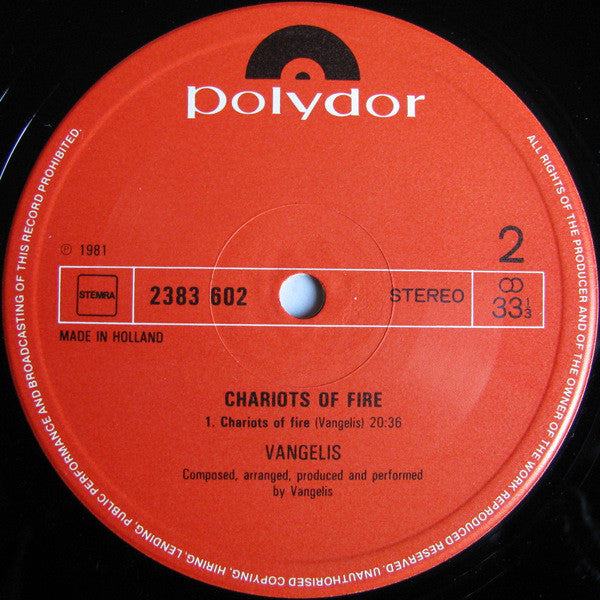 polydor
℗ 1981
2
STEMRA
2383 602
STEREO
33⅓
MADE IN HOLLAND
CHARIOTS OF FIRE
1. Chariots of fire (Vangelis) 20:36
VANGELIS
Composed, arranged, produced and performed
by Vangelis
ALL RIGHTS OF THE PRODUCER AND OF THE OWNER OF THE WORK REPRODUCED RESERVED. UNAUTHORISED COPYING, HIRING, LENDING, PUBLIC PERFORMANCE AND BROADCASTING OF THIS RECORD PROHIBITED.